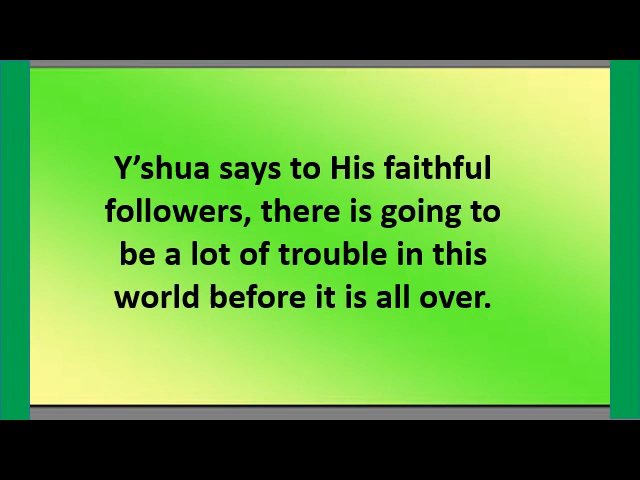 Y’shua says to His faithful
followers, there is going to
be a lot of trouble in this
world before it is all over.